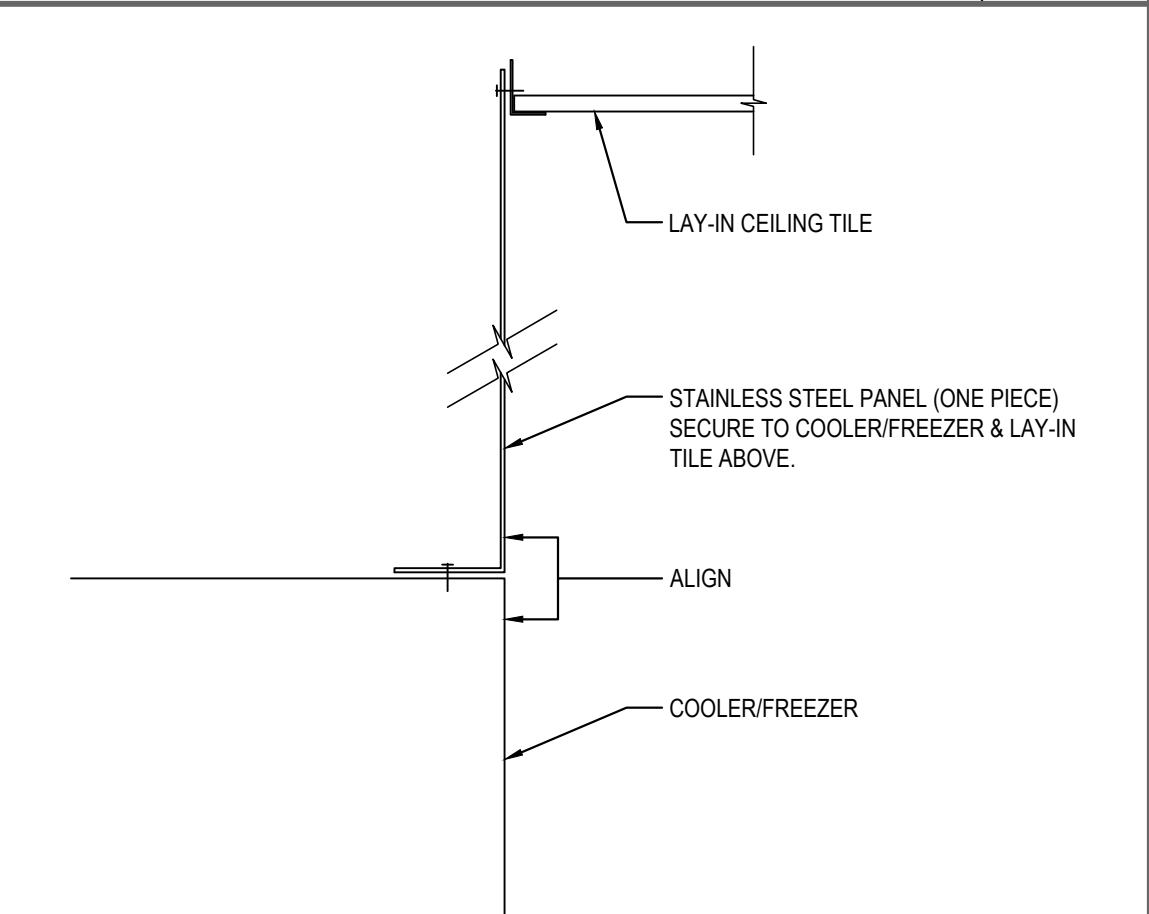 LAY-IN CEILING TILE
STAINLESS STEEL PANEL (ONE PIECE)
SECURE TO COOLER/FREEZER & LAY-IN
TILE ABOVE.
ALIGN
COOLER/FREEZER